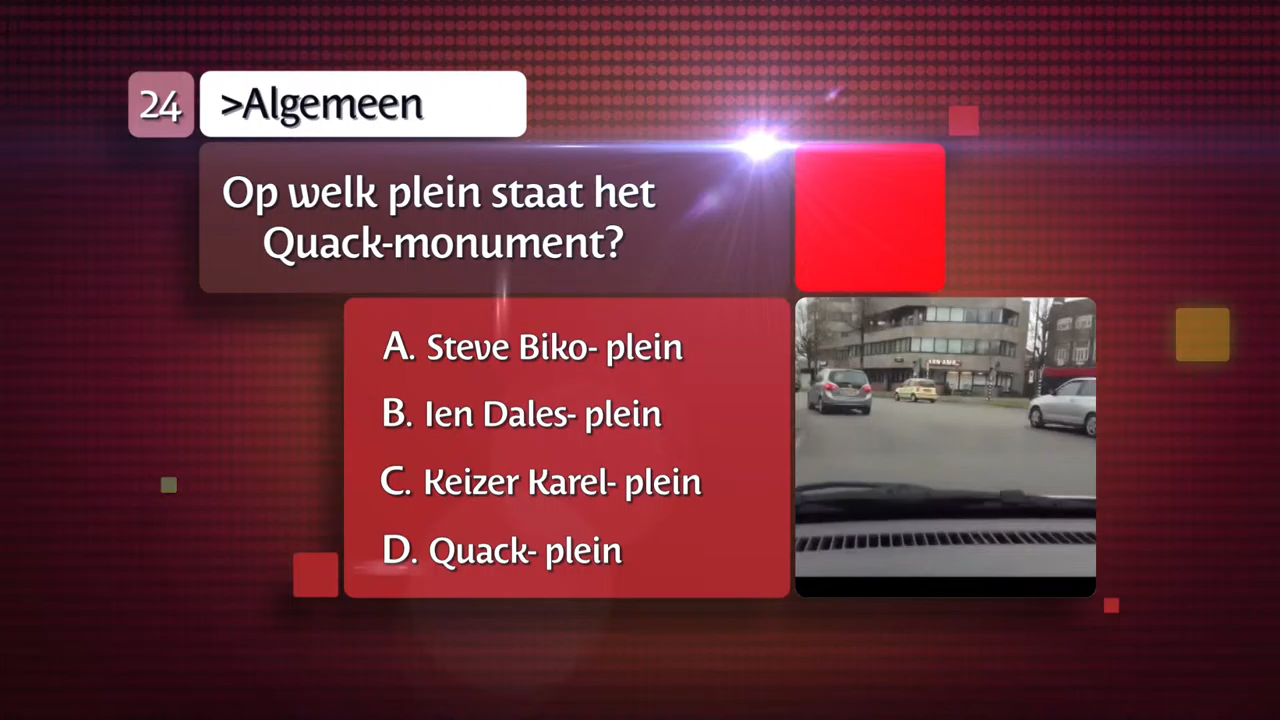 24
>Algemeen
Op welk plein staat het
Quack-monument?
A. Steve Biko- plein
B. Ien Dales- plein
C. Keizer Karel- plein
D. Quack- plein